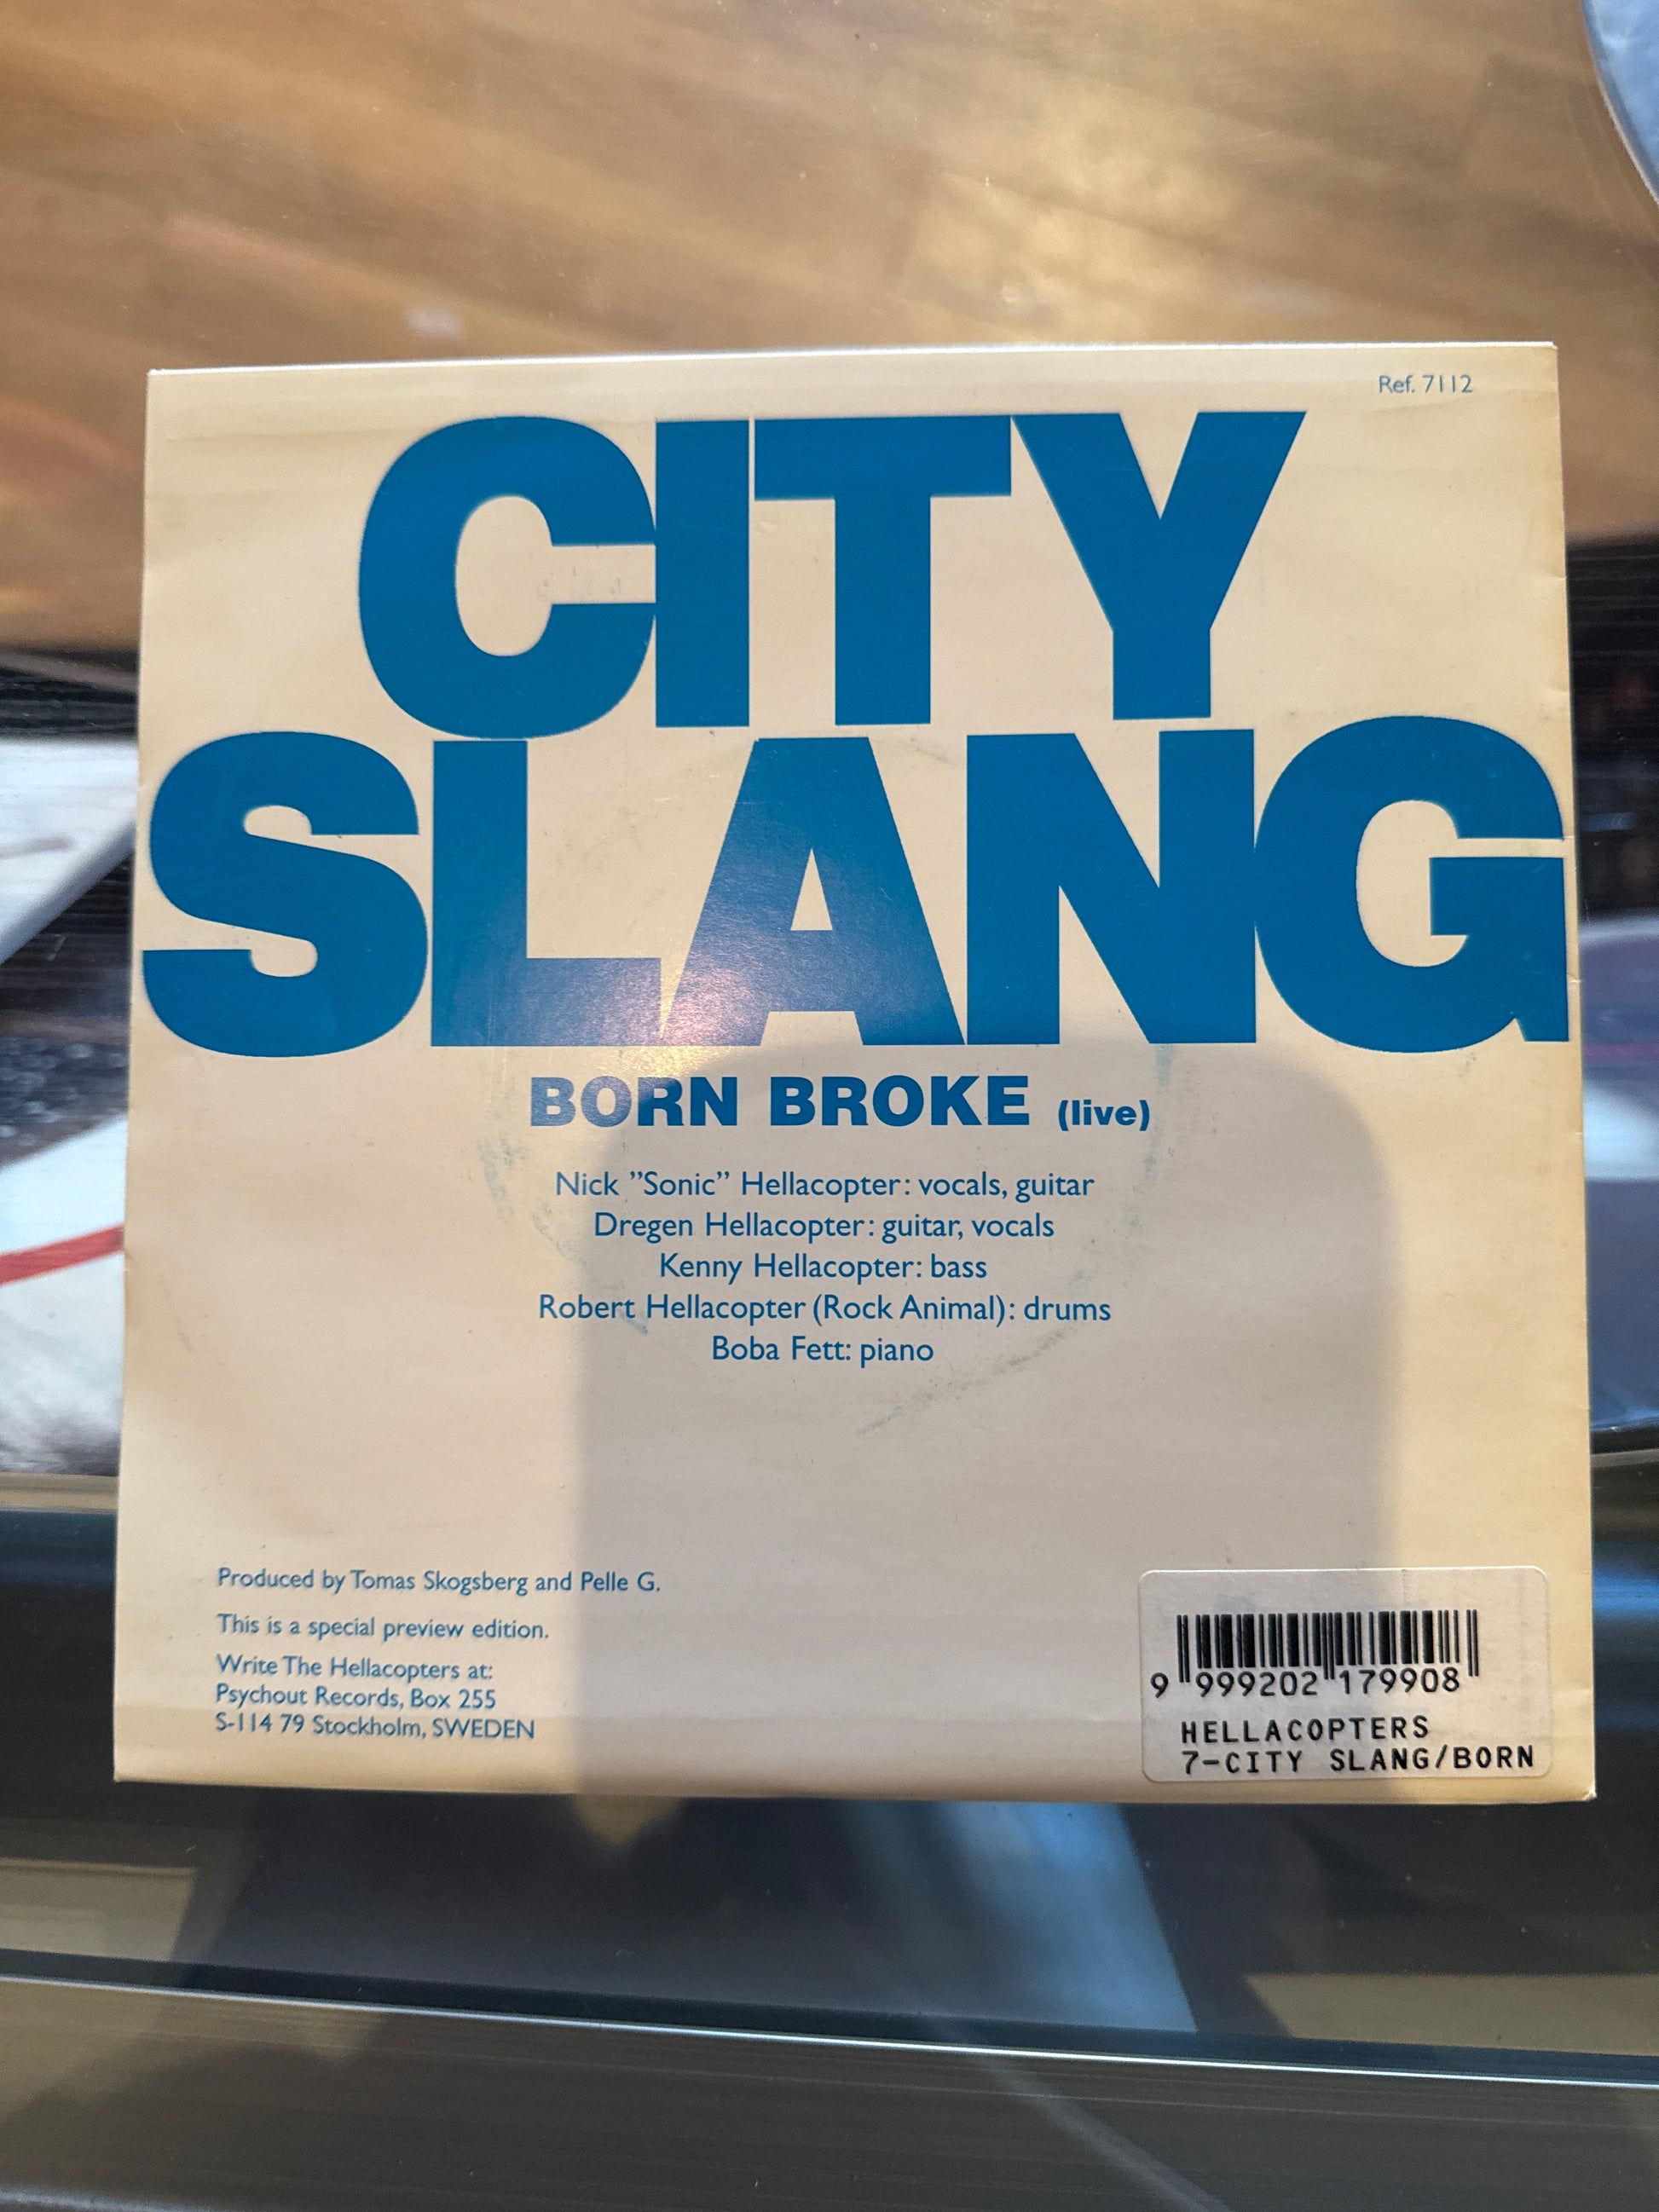 Ref. 7112
CITY
SLANG
BORN BROKE (live)
Nick ”Sonic” Hellacopter: vocals, guitar
Dregen Hellacopter: guitar, vocals
Kenny Hellacopter: bass
Robert Hellacopter (Rock Animal): drums
Boba Fett: piano
Produced by Tomas Skogsberg and Pelle G.
This is a special preview edition.
Write The Hellacopters at:
Psychout Records, Box 255
S-114 79 Stockholm, SWEDEN
9 999202 179908
HELLACOPTERS
7-CITY SLANG/BORN